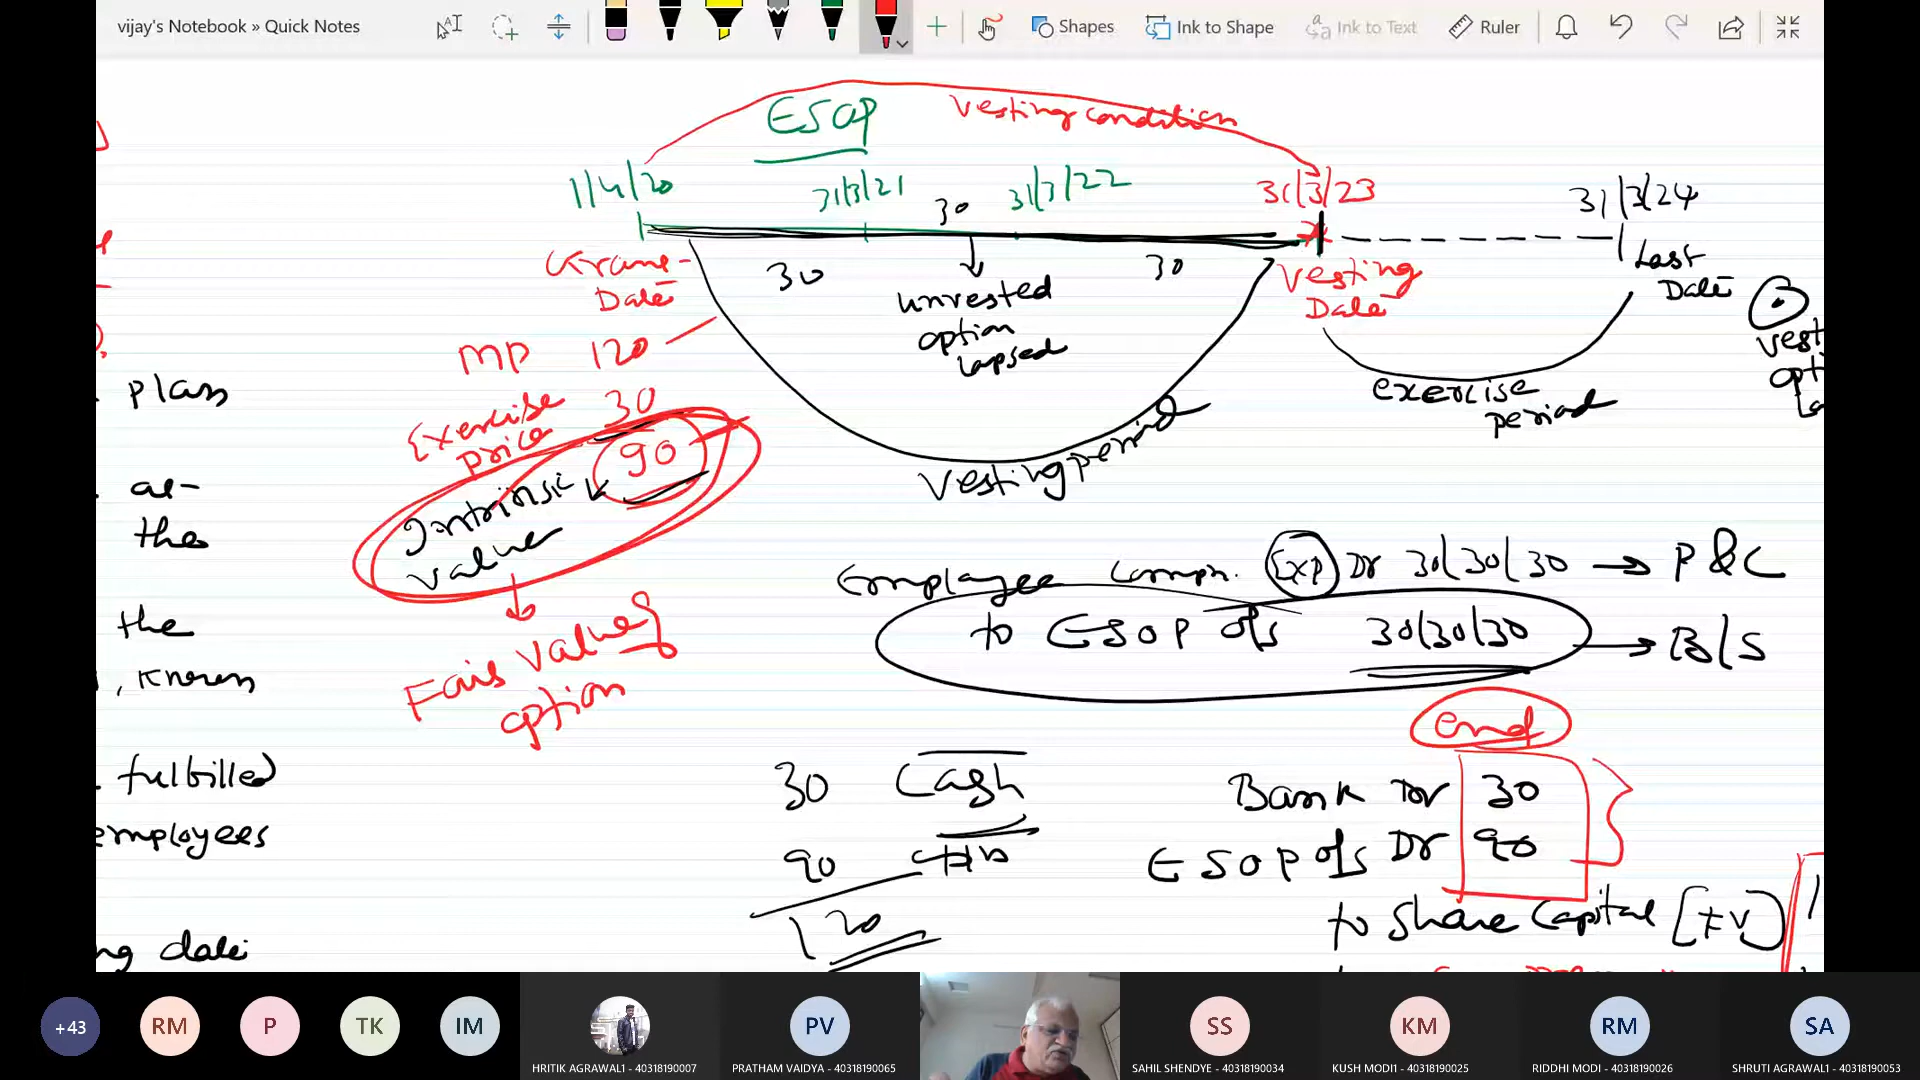 vijay's Notebook » Quick Notes
Shapes
Ink to Shape
Ink to Text
Ruler
ESOP
Vesting condition
1/4/20
31/3/21
30
31/3/22
31/3/23
31/3/24
Date
30
unvested
option
lapsed
30
Vesting
Date
Last
Date
vest
MP 120
Exercise
price
30
90
Intrinsic
value
Vesting period
exercise
period
plan
the
the
fulfilled
employees
ng date
Fair value of
option
Employee Compn. Exp Dr 30/30/30 → P&L
to ESOP o/s 30/30/30 → B/S
end
30 Cash
90
120
Bank Dr 30
ESOP o/s Dr 90
to Share Capital [FV]
+43
RM
P
TK
IM
HRITIK AGRAWAL1 - 40318190007
PV
PRATHAM VAIDYA - 40318190065
SS
SAHIL SHENDYE - 40318190034
KM
KUSH MODI1 - 40318190025
RM
RIDDHI MODI - 40318190026
SA
SHRUTI AGRAWAL1 - 40318190053